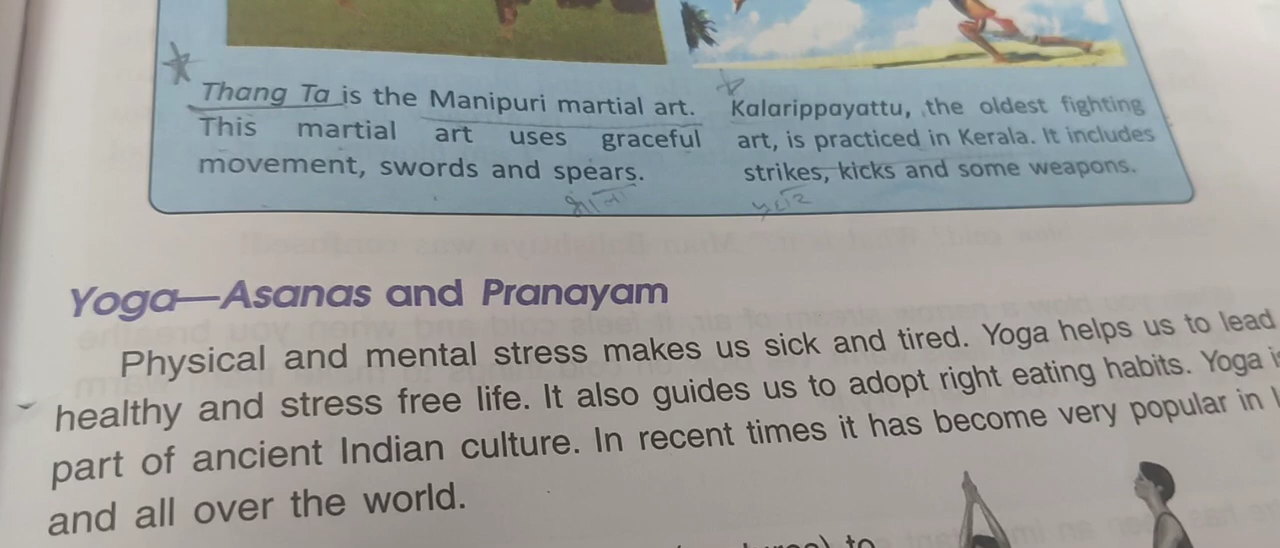 Thang Ta is the Manipuri martial art.
This martial art uses graceful
movement, swords and spears.
Kalarippayattu, the oldest fighting
art, is practiced in Kerala. It includes
strikes, kicks and some weapons.
भाला
Yoga—Asanas and Pranayam
Physical and mental stress makes us sick and tired. Yoga helps us to lead
healthy and stress free life. It also guides us to adopt right eating habits. Yoga
part of ancient Indian culture. In recent times it has become very popular in
and all over the world.
to